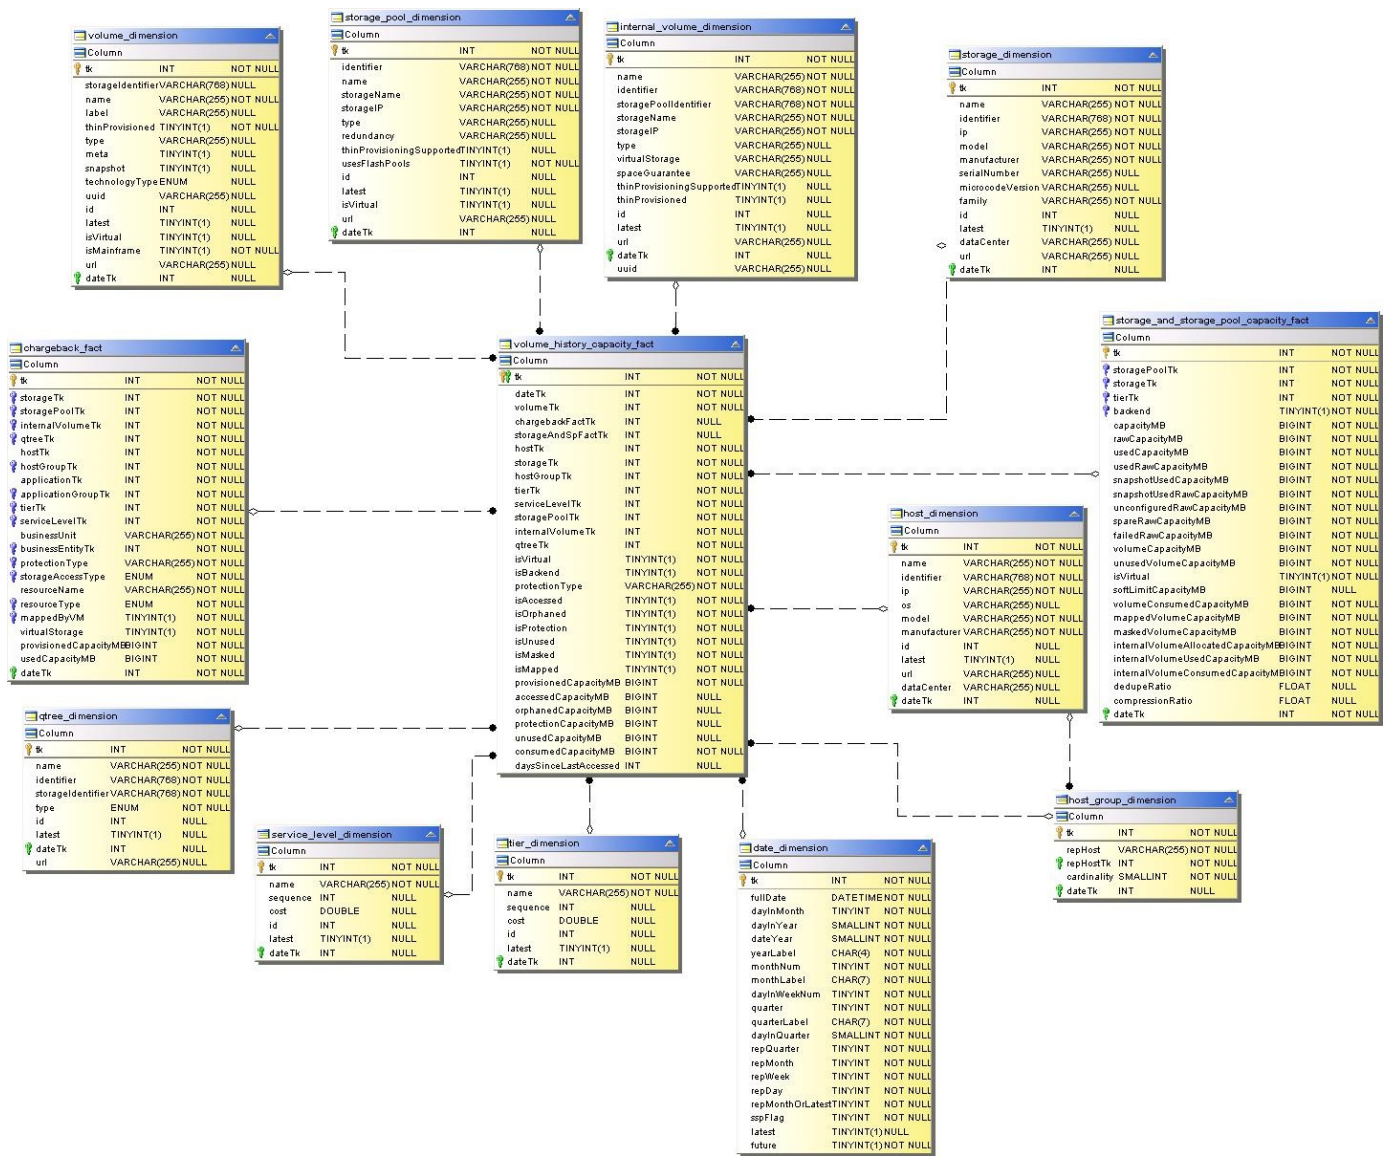 volume_dimension
Column
tk INT NOT NULL
storageIdentifier VARCHAR(768) NULL
name VARCHAR(255) NOT NULL
label VARCHAR(255) NULL
thinProvisioned TINYINT(1) NOT NULL
type VARCHAR(255) NULL
meta TINYINT(1) NULL
snapshot TINYINT(1) NULL
technologyType ENUM NULL
uuid VARCHAR(255) NULL
id INT NULL
latest TINYINT(1) NULL
isVirtual TINYINT(1) NULL
isMainframe TINYINT(1) NOT NULL
url VARCHAR(255) NULL
dateTk INT NULL
storage_pool_dimension
Column
tk INT NOT NULL
identifier VARCHAR(768) NOT NULL
name VARCHAR(255) NOT NULL
storageName VARCHAR(255) NOT NULL
storageIP VARCHAR(255) NOT NULL
type VARCHAR(255) NULL
redundancy VARCHAR(255) NULL
thinProvisioningSupported TINYINT(1) NULL
usesFlashPools TINYINT(1) NOT NULL
id INT NULL
latest TINYINT(1) NULL
isVirtual TINYINT(1) NULL
url VARCHAR(255) NULL
dateTk INT NULL
internal_volume_dimension
Column
tk INT NOT NULL
name VARCHAR(255) NOT NULL
identifier VARCHAR(768) NOT NULL
storagePoolIdentifier VARCHAR(768) NOT NULL
storageName VARCHAR(255) NOT NULL
storageIP VARCHAR(255) NOT NULL
type VARCHAR(255) NULL
virtualStorage VARCHAR(255) NULL
spaceGuarantee VARCHAR(255) NULL
thinProvisioningSupported TINYINT(1) NULL
thinProvisioned TINYINT(1) NULL
id INT NULL
latest TINYINT(1) NULL
url VARCHAR(255) NULL
dateTk INT NULL
uuid VARCHAR(255) NULL
storage_dimension
Column
tk INT NOT NULL
name VARCHAR(255) NOT NULL
identifier VARCHAR(768) NOT NULL
ip VARCHAR(255) NOT NULL
model VARCHAR(255) NOT NULL
manufacturer VARCHAR(255) NOT NULL
serialNumber VARCHAR(255) NULL
microcodeVersion VARCHAR(255) NULL
family VARCHAR(255) NOT NULL
id INT NULL
latest TINYINT(1) NULL
dataCenter VARCHAR(255) NULL
url VARCHAR(255) NULL
dateTk INT NULL
chargeback_fact
Column
tk INT NOT NULL
storageTk INT NOT NULL
storagePoolTk INT NOT NULL
internalVolumeTk INT NOT NULL
qtreeTk INT NOT NULL
hostTk INT NOT NULL
hostGroupTk INT NOT NULL
applicationTk INT NOT NULL
applicationGroupTk INT NOT NULL
tierTk INT NOT NULL
serviceLevelTk INT NOT NULL
businessUnit VARCHAR(255) NOT NULL
businessEntityTk INT NOT NULL
protectionType VARCHAR(255) NOT NULL
storageAccessType ENUM NOT NULL
resourceName VARCHAR(255) NOT NULL
resourceType ENUM NOT NULL
mappedByVM TINYINT(1) NOT NULL
virtualStorage TINYINT(1) NOT NULL
provisionedCapacityMB BIGINT NOT NULL
usedCapacityMB BIGINT NOT NULL
dateTk INT NOT NULL
volume_history_capacity_fact
Column
tk INT NOT NULL
dateTk INT NOT NULL
volumeTk INT NOT NULL
chargebackFactTk INT NULL
storageAndSpFactTk INT NULL
hostTk INT NOT NULL
storageTk INT NOT NULL
hostGroupTk INT NOT NULL
tierTk INT NOT NULL
serviceLevelTk INT NOT NULL
storagePoolTk INT NOT NULL
internalVolumeTk INT NOT NULL
qtreeTk INT NOT NULL
isVirtual TINYINT(1) NOT NULL
isBackend TINYINT(1) NOT NULL
protectionType VARCHAR(255) NOT NULL
isAccessed TINYINT(1) NOT NULL
isOrphaned TINYINT(1) NOT NULL
isProtection TINYINT(1) NOT NULL
isUnused TINYINT(1) NOT NULL
isMasked TINYINT(1) NOT NULL
isMapped TINYINT(1) NOT NULL
provisionedCapacityMB BIGINT NOT NULL
accessedCapacityMB BIGINT NULL
orphanedCapacityMB BIGINT NULL
protectionCapacityMB BIGINT NULL
unusedCapacityMB BIGINT NULL
consumedCapacityMB BIGINT NOT NULL
daysSinceLastAccessed INT NULL
storage_and_storage_pool_capacity_fact
Column
tk INT NOT NULL
storagePoolTk INT NOT NULL
storageTk INT NOT NULL
tierTk INT NOT NULL
backend TINYINT(1) NOT NULL
capacityMB BIGINT NOT NULL
rawCapacityMB BIGINT NOT NULL
usedCapacityMB BIGINT NOT NULL
usedRawCapacityMB BIGINT NOT NULL
snapshotUsedCapacityMB BIGINT NOT NULL
snapshotUsedRawCapacityMB BIGINT NOT NULL
unconfiguredRawCapacityMB BIGINT NOT NULL
spareRawCapacityMB BIGINT NOT NULL
failedRawCapacityMB BIGINT NOT NULL
volumeCapacityMB BIGINT NOT NULL
unusedVolumeCapacityMB BIGINT NOT NULL
isVirtual TINYINT(1) NOT NULL
softLimitCapacityMB BIGINT NULL
volumeConsumedCapacityMB BIGINT NOT NULL
mappedVolumeCapacityMB BIGINT NOT NULL
maskedVolumeCapacityMB BIGINT NOT NULL
internalVolumeAllocatedCapacityMB BIGINT NOT NULL
internalVolumeUsedCapacityMB BIGINT NOT NULL
internalVolumeConsumedCapacityMB BIGINT NOT NULL
dedupeRatio FLOAT NULL
compressionRatio FLOAT NULL
dateTk INT NOT NULL
host_dimension
Column
tk INT NOT NULL
name VARCHAR(255) NOT NULL
identifier VARCHAR(768) NOT NULL
ip VARCHAR(255) NOT NULL
os VARCHAR(255) NULL
model VARCHAR(255) NOT NULL
manufacturer VARCHAR(255) NOT NULL
id INT NULL
latest TINYINT(1) NULL
url VARCHAR(255) NULL
dataCenter VARCHAR(255) NULL
dateTk INT NULL
qtree_dimension
Column
tk INT NOT NULL
name VARCHAR(255) NOT NULL
identifier VARCHAR(768) NOT NULL
storageIdentifier VARCHAR(768) NOT NULL
type ENUM NOT NULL
id INT NULL
latest TINYINT(1) NULL
dateTk INT NULL
url VARCHAR(255) NULL
service_level_dimension
Column
tk INT NOT NULL
name VARCHAR(255) NOT NULL
sequence INT NULL
cost DOUBLE NULL
id INT NULL
latest TINYINT(1) NULL
dateTk INT NULL
tier_dimension
Column
tk INT NOT NULL
name VARCHAR(255) NOT NULL
sequence INT NULL
cost DOUBLE NULL
id INT NULL
latest TINYINT(1) NULL
dateTk INT NULL
date_dimension
Column
tk INT NOT NULL
fullDate DATETIME NOT NULL
dayInMonth TINYINT NOT NULL
dayInYear SMALLINT NOT NULL
dateYear SMALLINT NOT NULL
yearLabel CHAR(4) NOT NULL
monthNum TINYINT NOT NULL
monthLabel CHAR(7) NOT NULL
dayInWeekNum TINYINT NOT NULL
quarter TINYINT NOT NULL
quarterLabel CHAR(7) NOT NULL
dayInQuarter SMALLINT NOT NULL
repQuarter TINYINT NOT NULL
repMonth TINYINT NOT NULL
repWeek TINYINT NOT NULL
repDay TINYINT NOT NULL
repMonthOrLatest TINYINT NOT NULL
sspFlag TINYINT NOT NULL
latest TINYINT(1) NULL
future TINYINT(1) NOT NULL
host_group_dimension
Column
tk INT NOT NULL
repHost VARCHAR(255) NOT NULL
repHostTk INT NOT NULL
cardinality SMALLINT NOT NULL
dateTk INT NULL